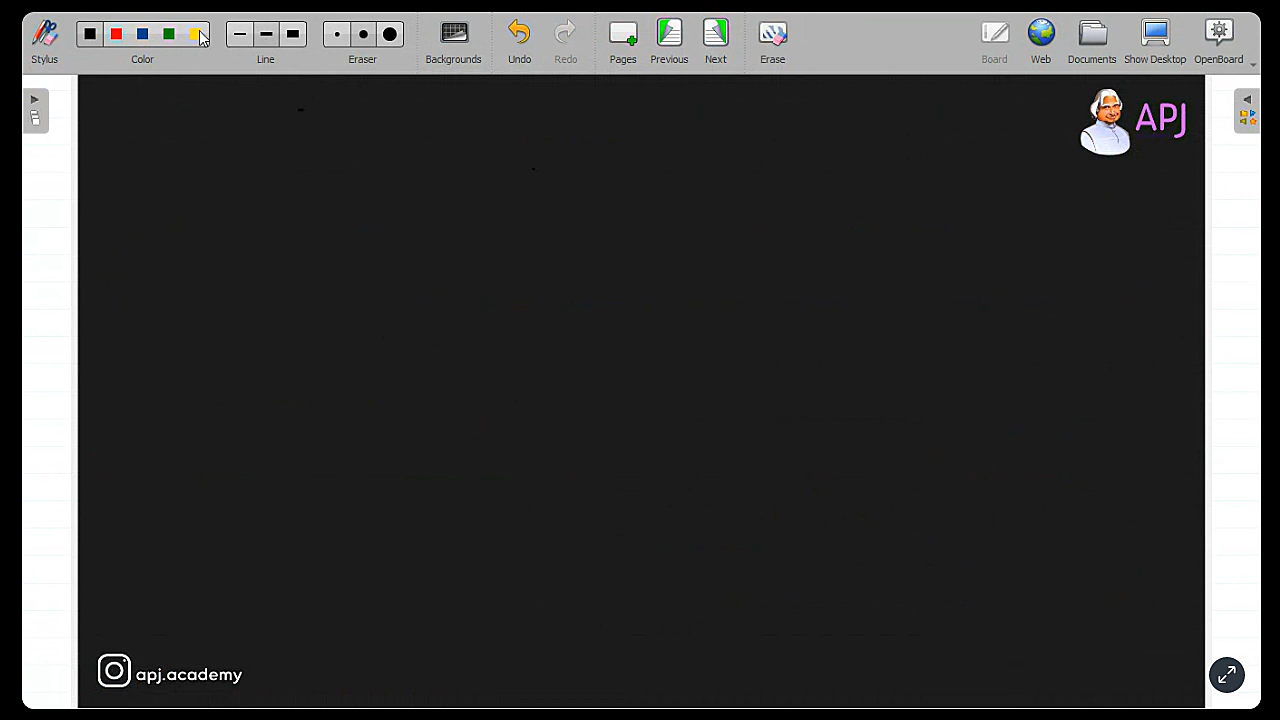 Stylus
Color
Line
Eraser
Backgrounds
Undo
Redo
Pages
Previous
Next
Erase
Board
Web
Documents
Show Desktop
OpenBoard
APJ
apj.academy